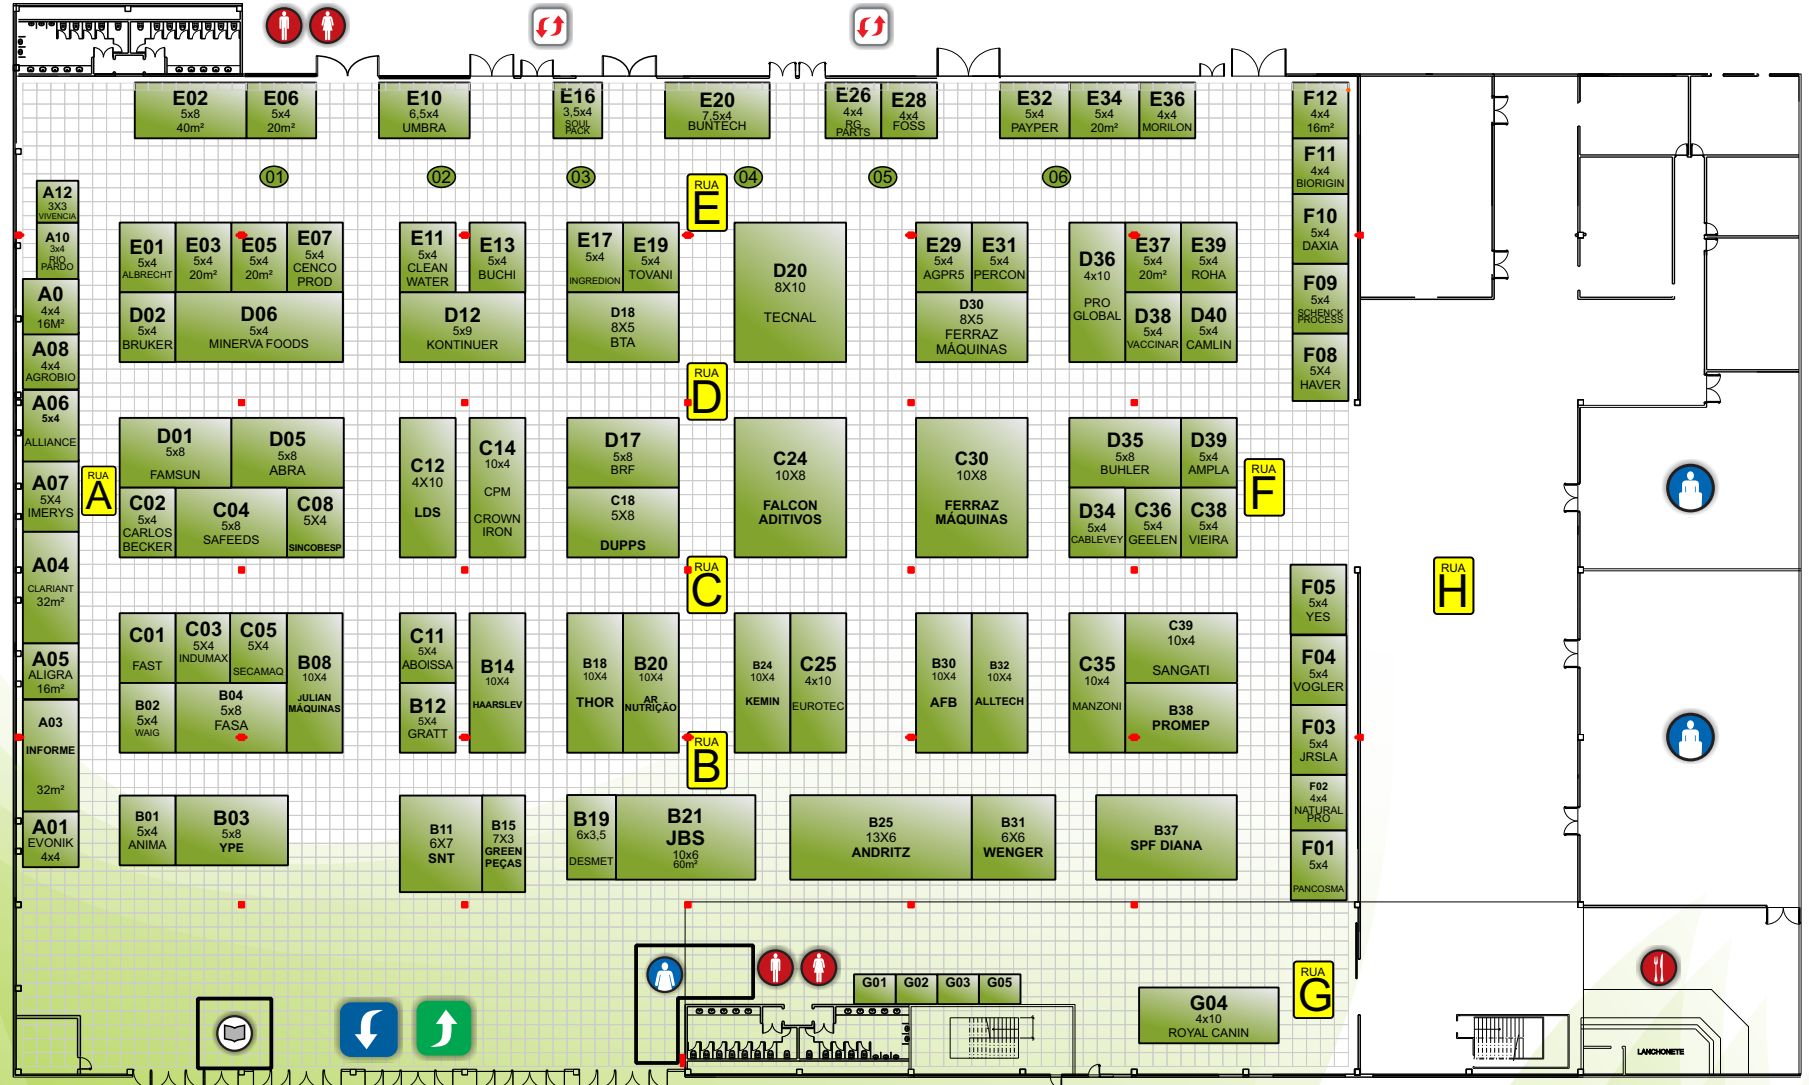 E02
5x8
40m²
E06
5x4
20m²
E10
6,5x4
UMBRA
E16
3,5x4
SOUL
PACK
E20
7,5x4
BUNTECH
E26
4x4
RG
PARTS
E28
4x4
FOSS
E32
5x4
PAYPER
E34
5x4
20m²
E36
4x4
MORILON
F12
4x4
16m²
F11
4x4
BIORIGIN
F10
5x4
DAXIA
F09
5x4
SCHENCK
PROCESS
F08
5X4
HAVER
01
02
03
04
05
06
RUA
E
A12
3X3
VIVENCIA
A10
3x4
RIO
PARDO
A0
4x4
16M²
A08
4x4
AGROBIO
A06
5x4
ALLIANCE
A07
5X4
IMERYS
A04
CLARIANT
32m²
A05
ALIGRA
16m²
A03
INFORME
32m²
A01
EVONIK
4x4
E01
5x4
ALBRECHT
E03
5x4
20m²
E05
5x4
20m²
E07
5x4
CENCO
PROD
D02
5x4
BRUKER
D06
5x4
MINERVA FOODS
E11
5x4
CLEAN
WATER
E13
5x4
BUCHI
D12
5x9
KONTINUER
E17
5x4
INGREDION
E19
5x4
TOVANI
D18
8X5
BTA
D20
8X10
TECNAL
E29
5x4
AGPR5
E31
5x4
PERCON
D30
8X5
FERRAZ
MÁQUINAS
D36
4x10
PRO
GLOBAL
E37
5x4
20m²
E39
5x4
ROHA
D38
5x4
VACCINAR
D40
5x4
CAMLIN
RUA
D
RUA
A
D01
5x8
FAMSUN
D05
5x8
ABRA
C02
5x4
CARLOS
BECKER
C04
5x8
SAFEEDS
C08
5X4
SINCOBESP
C12
4X10
LDS
C14
10x4
CPM
CROWN
IRON
D17
5x8
BRF
C18
5X8
DUPPS
C24
10X8
FALCON
ADITIVOS
C30
10X8
FERRAZ
MÁQUINAS
D35
5x8
BUHLER
D39
5x4
AMPLA
D34
5x4
CABLEVEY
C36
5x4
GEELEN
C38
5x4
VIEIRA
RUA
F
RUA
C
RUA
H
C01
FAST
C03
5X4
INDUMAX
C05
5X4
SECAMAQ
B08
10X4
JULIAN
MÁQUINAS
B02
5x4
WAIG
B04
5x8
FASA
C11
5X4
ABOISSA
B12
5X4
GRATT
B14
10X4
HAARSLEV
B18
10X4
THOR
B20
10X4
AR
NUTRIÇÃO
B24
10X4
KEMIN
C25
4x10
EUROTEC
B30
10X4
AFB
B32
10X4
ALLTECH
C35
10x4
MANZONI
C39
10x4
SANGATI
B38
PROMEP
F05
5x4
YES
F04
5x4
VOGLER
F03
5x4
JRSLA
F02
4x4
NATURAL
PRO
F01
5x4
PANCOSMA
RUA
B
B01
5x4
ANIMA
B03
5x8
YPE
B11
6X7
SNT
B15
7X3
GREEN
PEÇAS
B19
6x3,5
DESMET
B21
JBS
10x6
60m²
B25
13X6
ANDRITZ
B31
6X6
WENGER
B37
SPF DIANA
G01
G02
G03
G05
G04
4x10
ROYAL CANIN
RUA
G
LANCHONETE